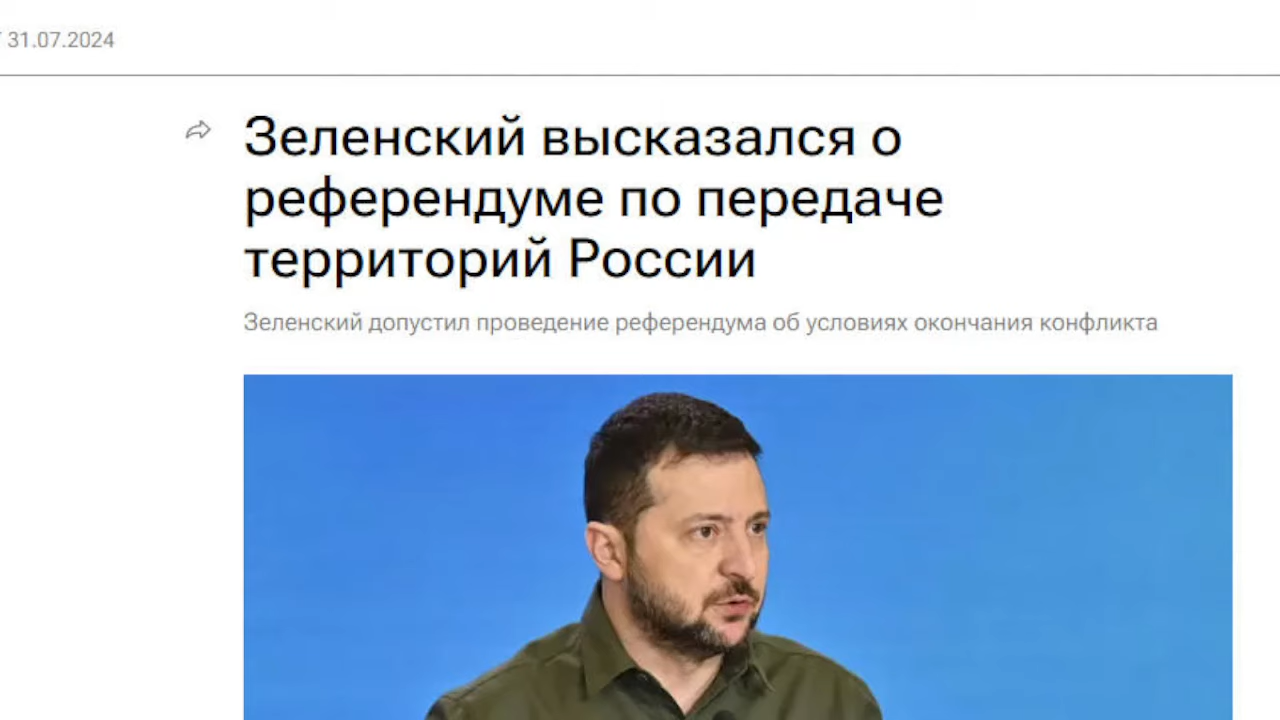 31.07.2024
Зеленский высказался о
референдуме по передаче
территорий России
Зеленский допустил проведение референдума об условиях окончания конфликта